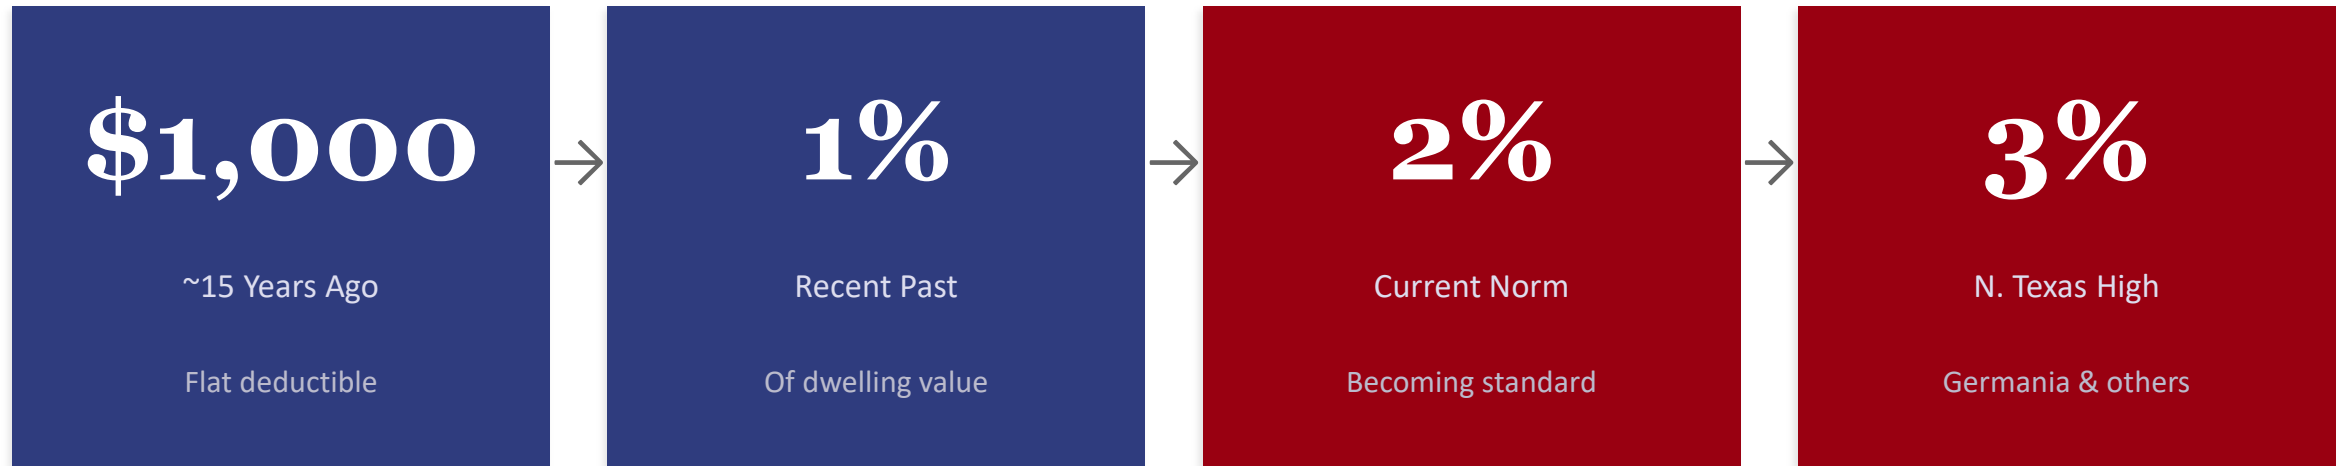 $1,000
~15 Years Ago
Flat deductible
1%
Recent Past
Of dwelling value
2%
Current Norm
Becoming standard
3%
N. Texas High
Germania & others